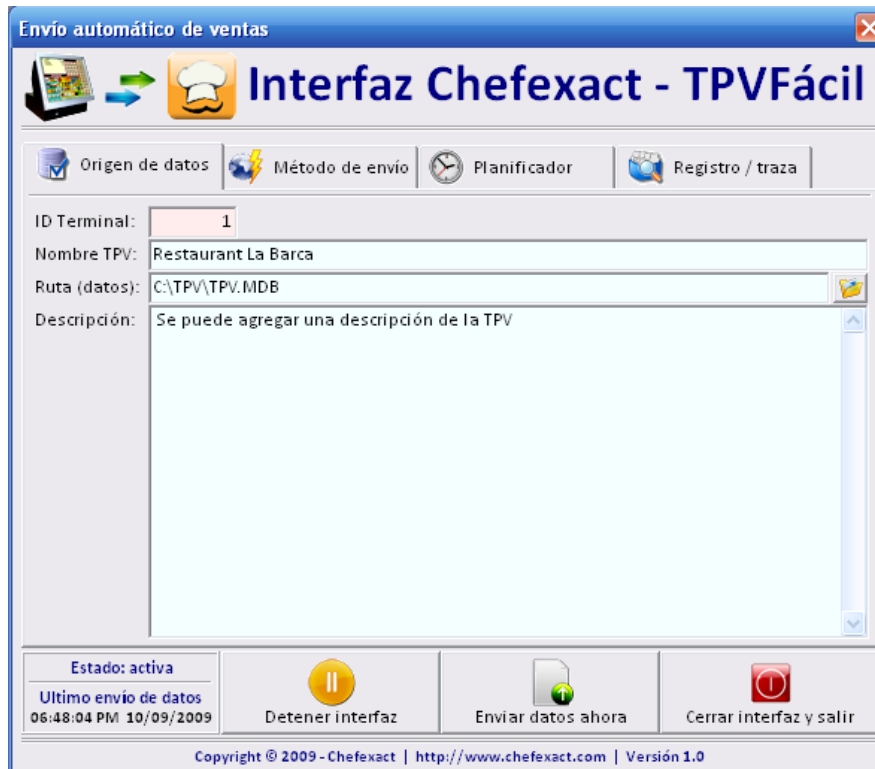 Envío automático de ventas
Interfaz Chefexact - TPVFácil
Origen de datos
Método de envío
Planificador
Registro / traza
ID Terminal: 1
Nombre TPV: Restaurant La Barca
Ruta (datos): C:\TPV\TPV.MDB
Descripción: Se puede agregar una descripción de la TPV
Estado: activa
Ultimo envío de datos
06:48:04 PM 10/09/2009
Detener interfaz
Enviar datos ahora
Cerrar interfaz y salir
Copyright © 2009 - Chefexact | http://www.chefexact.com | Versión 1.0